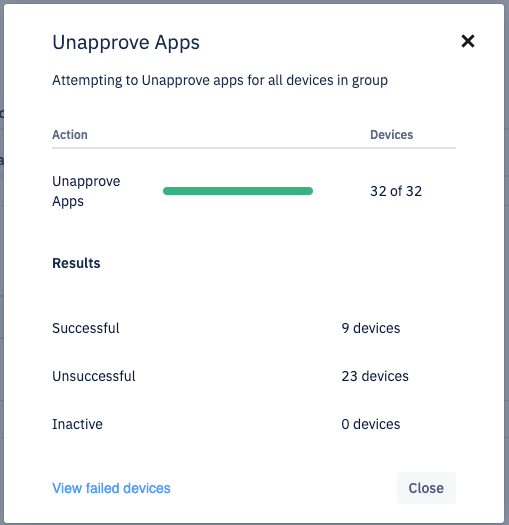 Unapprove Apps
Attempting to Unapprove apps for all devices in group
Action Devices
Unapprove
Apps
32 of 32
Results
Successful 9 devices
Unsuccessful 23 devices
Inactive 0 devices
View failed devices Close